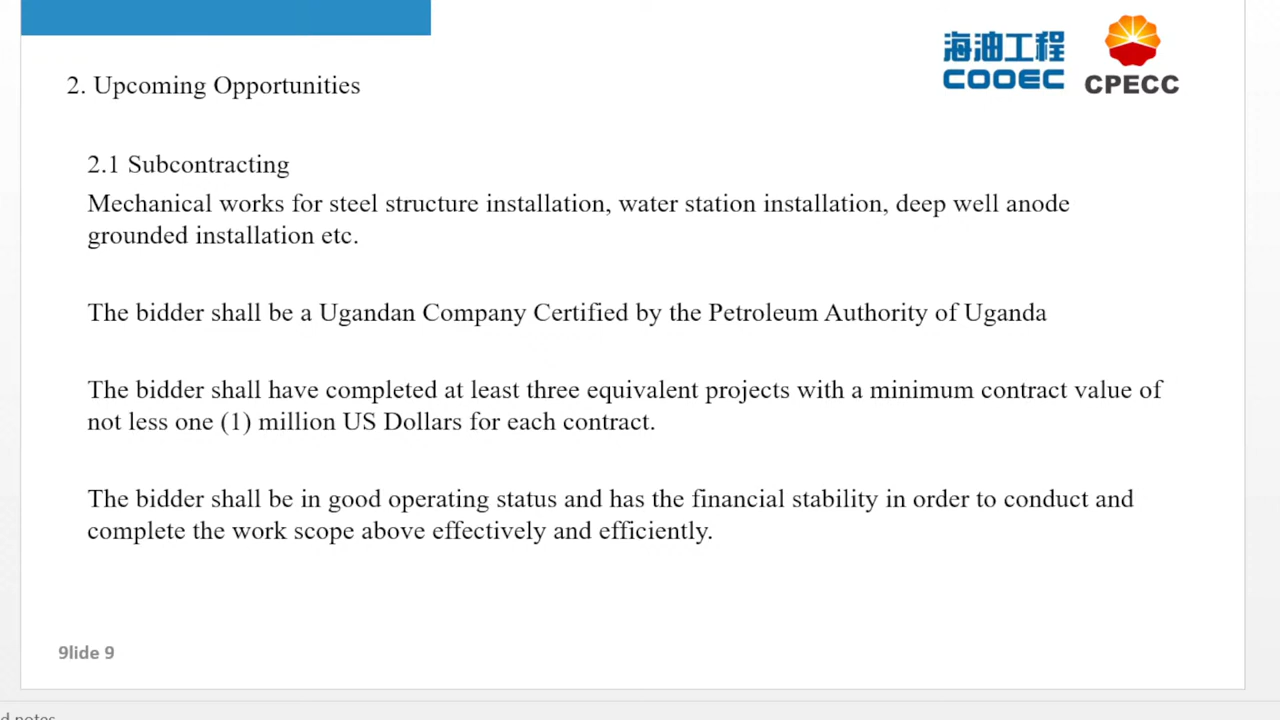 海油工程
COOEC
CPECC
2. Upcoming Opportunities
2.1 Subcontracting
Mechanical works for steel structure installation, water station installation, deep well anode
grounded installation etc.
The bidder shall be a Ugandan Company Certified by the Petroleum Authority of Uganda
The bidder shall have completed at least three equivalent projects with a minimum contract value of
not less one (1) million US Dollars for each contract.
The bidder shall be in good operating status and has the financial stability in order to conduct and
complete the work scope above effectively and efficiently.
9lide 9
d notes